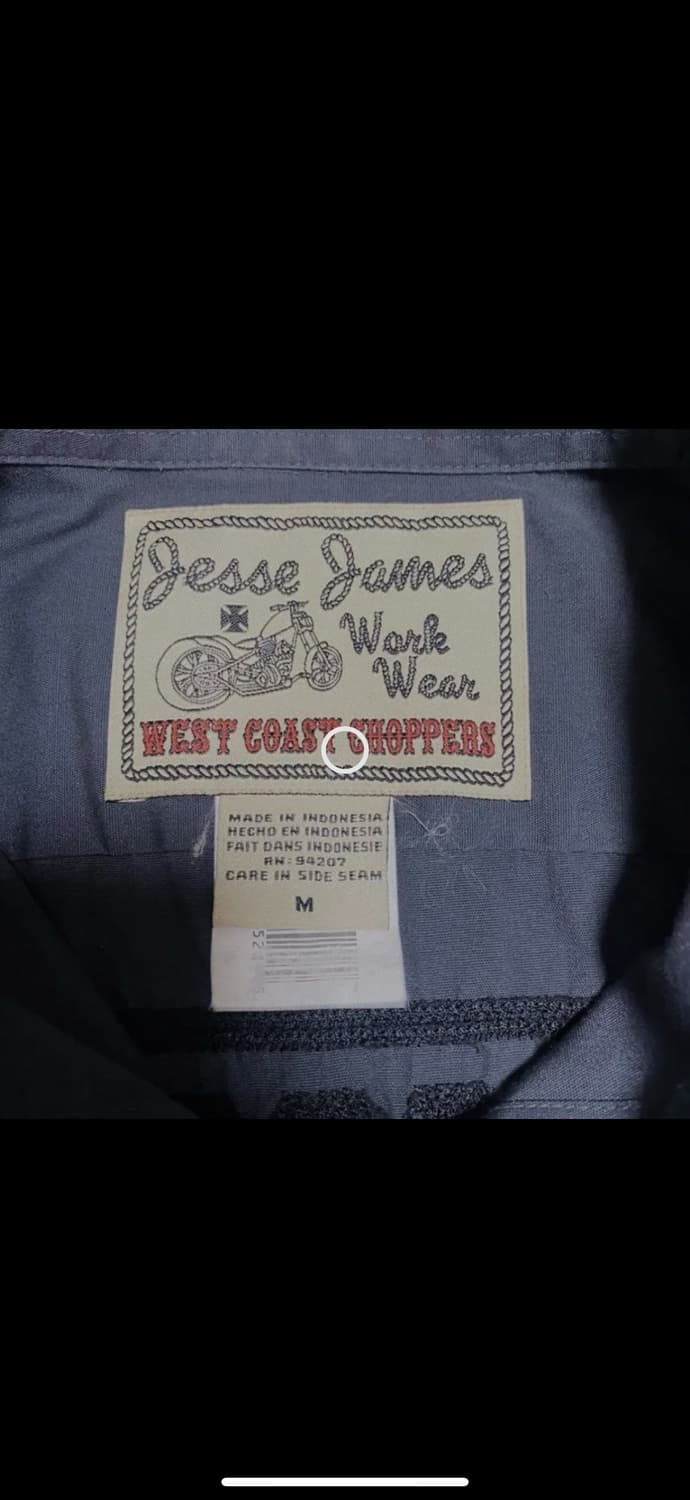 Jesse James
Work
Wear
WEST COAST CHOPPERS
MADE IN INDONESIA
HECHO EN INDONESIA
FAIT DANS INDONESIE
RN: 94207
CARE IN SIDE SEAM
M